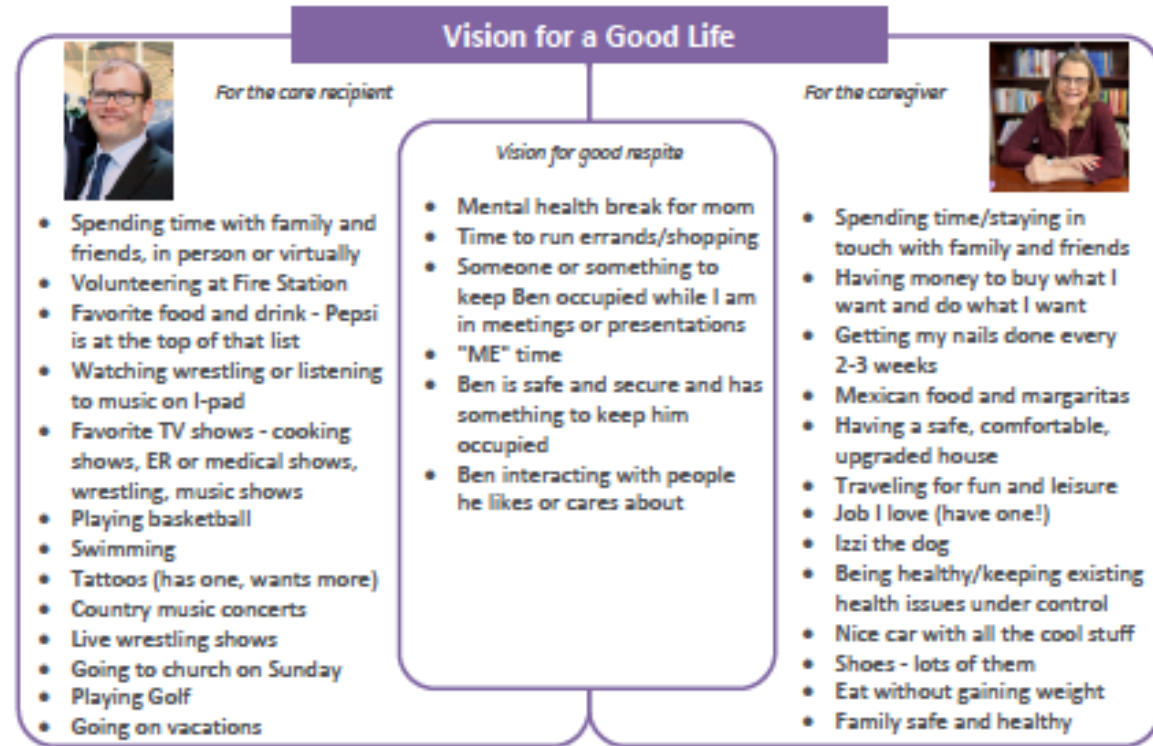 Vision for a Good Life
For the care recipient
• Spending time with family and
friends, in person or virtually
• Volunteering at Fire Station
• Favorite food and drink - Pepsi
is at the top of that list
• Watching wrestling or listening
to music on I-pad
• Favorite TV shows - cooking
shows, ER or medical shows,
wrestling, music shows
• Playing basketball
• Swimming
• Tattoos (has one, wants more)
• Country music concerts
• Live wrestling shows
• Going to church on Sunday
• Playing Golf
• Going on vacations
Vision for good respite
• Mental health break for mom
• Time to run errands/shopping
• Someone or something to
keep Ben occupied while I am
in meetings or presentations
• "ME" time
• Ben is safe and secure and has
something to keep him
occupied
• Ben interacting with people
he likes or cares about
For the caregiver
• Spending time/staying in
touch with family and friends
• Having money to buy what I
want and do what I want
• Getting my nails done every
2-3 weeks
• Mexican food and margaritas
• Having a safe, comfortable,
upgraded house
• Traveling for fun and leisure
• Job I love (have one!)
• Izzi the dog
• Being healthy/keeping existing
health issues under control
• Nice car with all the cool stuff
• Shoes - lots of them
• Eat without gaining weight
• Family safe and healthy